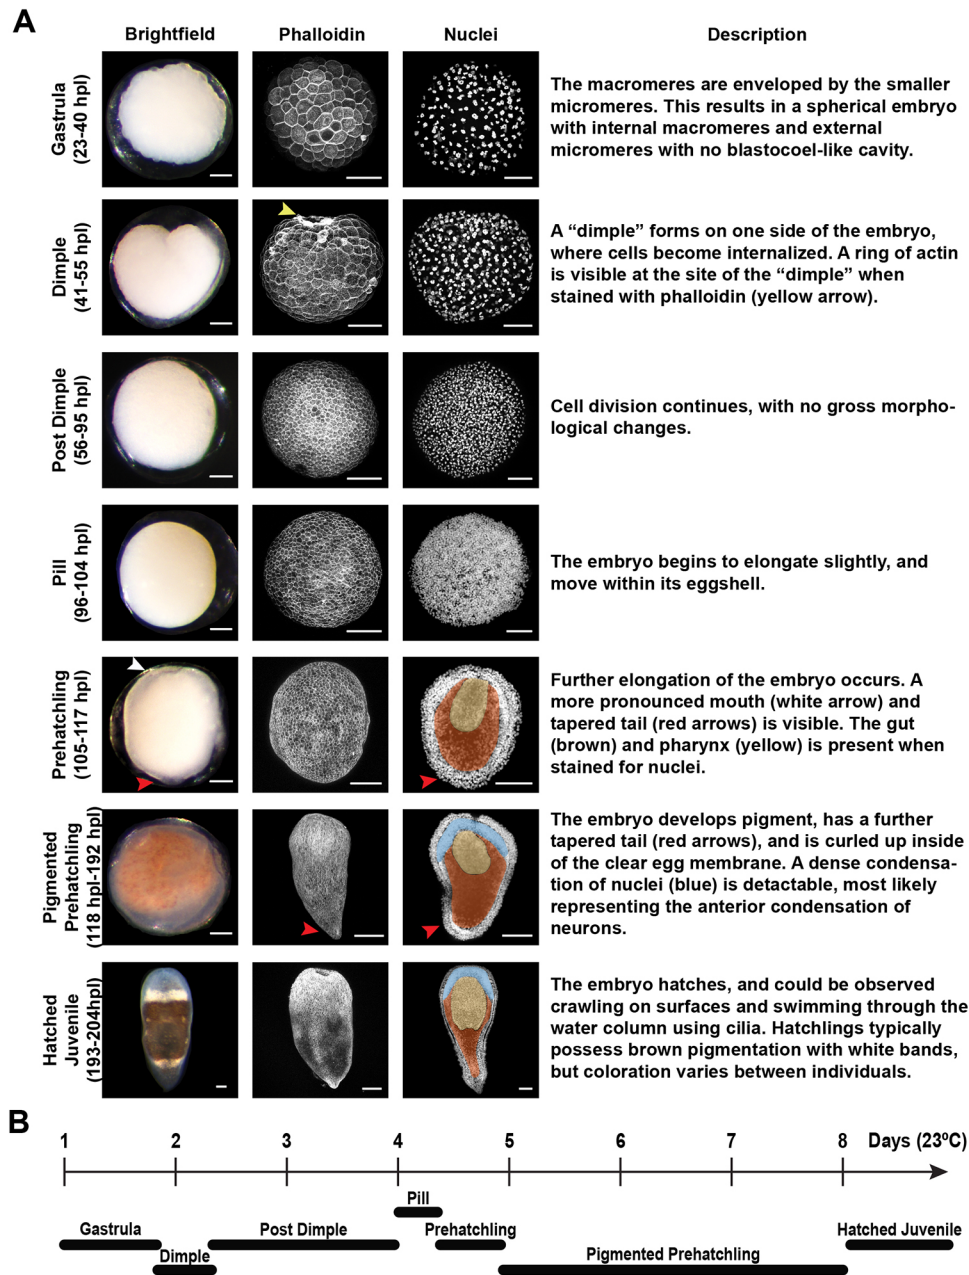 A
Brightfield
Phalloidin
Nuclei
Description
Gastrula
(23-40 hpl)
The macromeres are enveloped by the smaller
micromeres. This results in a spherical embryo
with internal macromeres and external
micromeres with no blastocoel-like cavity.
Dimple
(41-55 hpl)
A “dimple” forms on one side of the embryo,
where cells become internalized. A ring of actin
is visible at the site of the “dimple” when
stained with phalloidin (yellow arrow).
Post Dimple
(56-95 hpl)
Cell division continues, with no gross morpho-
logical changes.
Pill
(96-104 hpl)
The embryo begins to elongate slightly, and
move within its eggshell.
Prehatchling
(105-117 hpl)
Further elongation of the embryo occurs. A
more pronounced mouth (white arrow) and
tapered tail (red arrows) is visible. The gut
(brown) and pharynx (yellow) is present when
stained for nuclei.
Pigmented
Prehatchling
(118 hpl-192 hpl)
The embryo develops pigment, has a further
tapered tail (red arrows), and is curled up inside
of the clear egg membrane. A dense condensa-
tion of nuclei (blue) is detactable, most likely
representing the anterior condensation of
neurons.
Hatched
Juvenile
(193-204hpl)
The embryo hatches, and could be observed
crawling on surfaces and swimming through the
water column using cilia. Hatchlings typically
possess brown pigmentation with white bands,
but coloration varies between individuals.
B
1 2 3 4 5 6 7 8 Days (23ºC)
Pill
Gastrula
Post Dimple
Prehatchling
Hatched Juvenile
Dimple
Pigmented Prehatchling